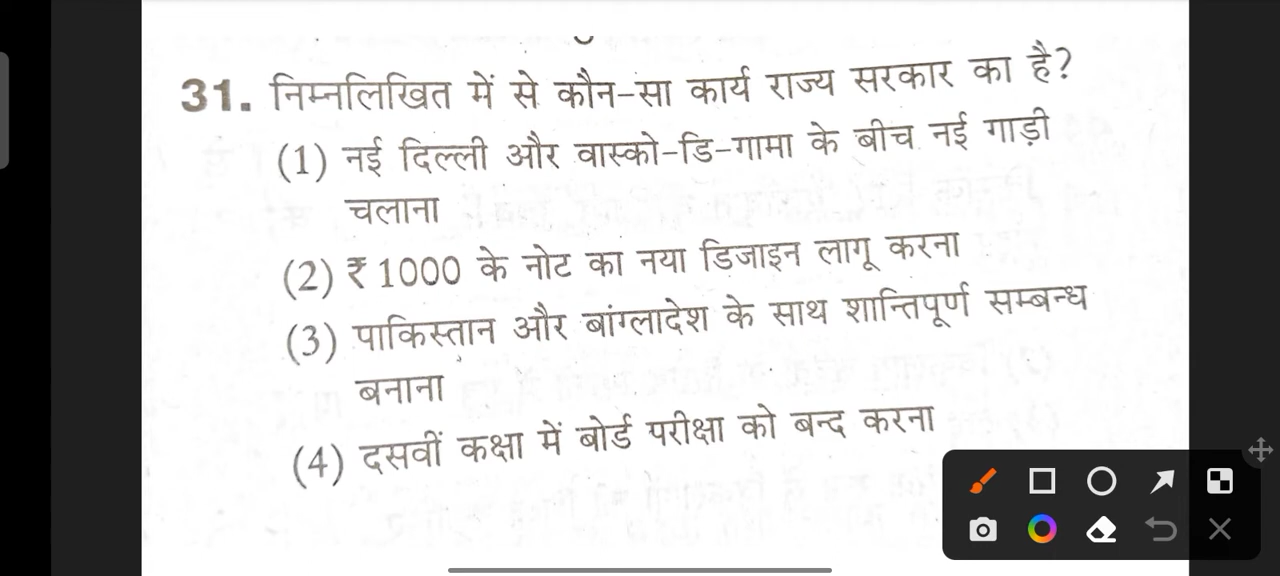 31. निम्नलिखित में से कौन-सा कार्य राज्य सरकार का है?
(1) नई दिल्ली और वास्को-डि-गामा के बीच नई गाड़ी
चलाना
(2) ₹ 1000 के नोट का नया डिजाइन लागू करना
(3) पाकिस्तान और बांग्लादेश के साथ शान्तिपूर्ण सम्बन्ध
बनाना
(4) दसवीं कक्षा में बोर्ड परीक्षा को बन्द करना